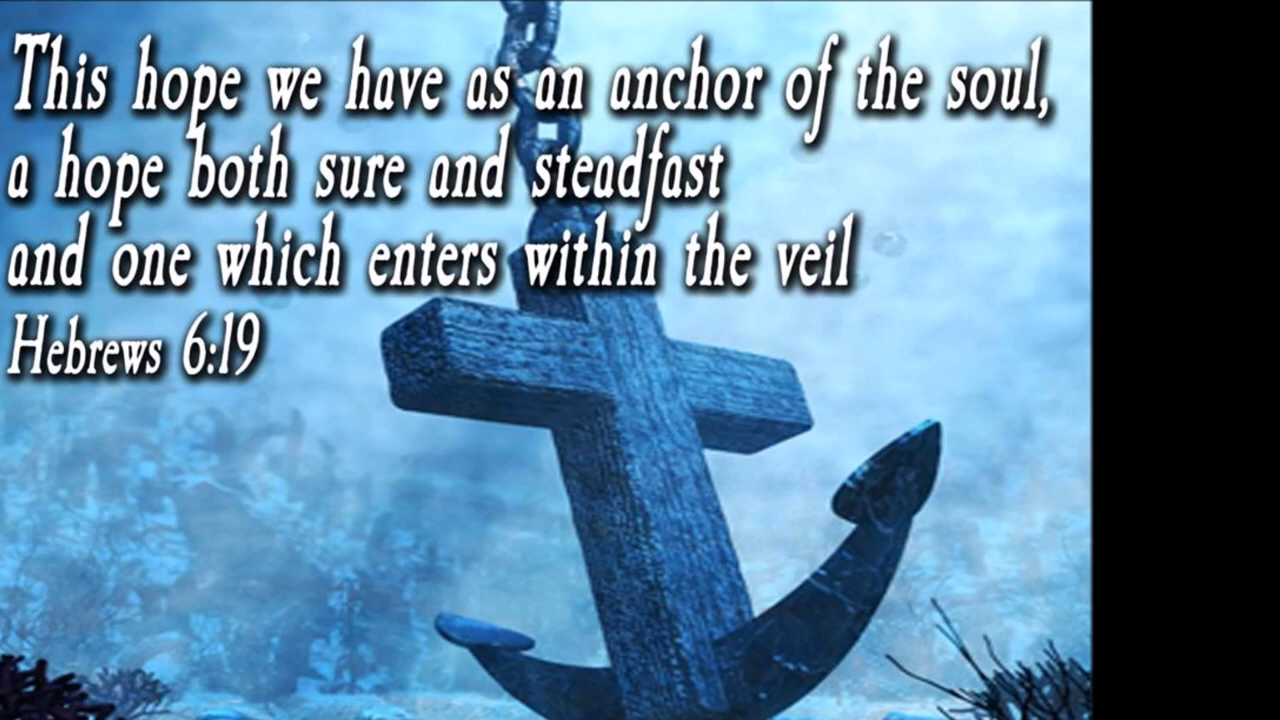 This hope we have as an anchor of the soul,
a hope both sure and steadfast
and one which enters within the veil
Hebrews 6:19